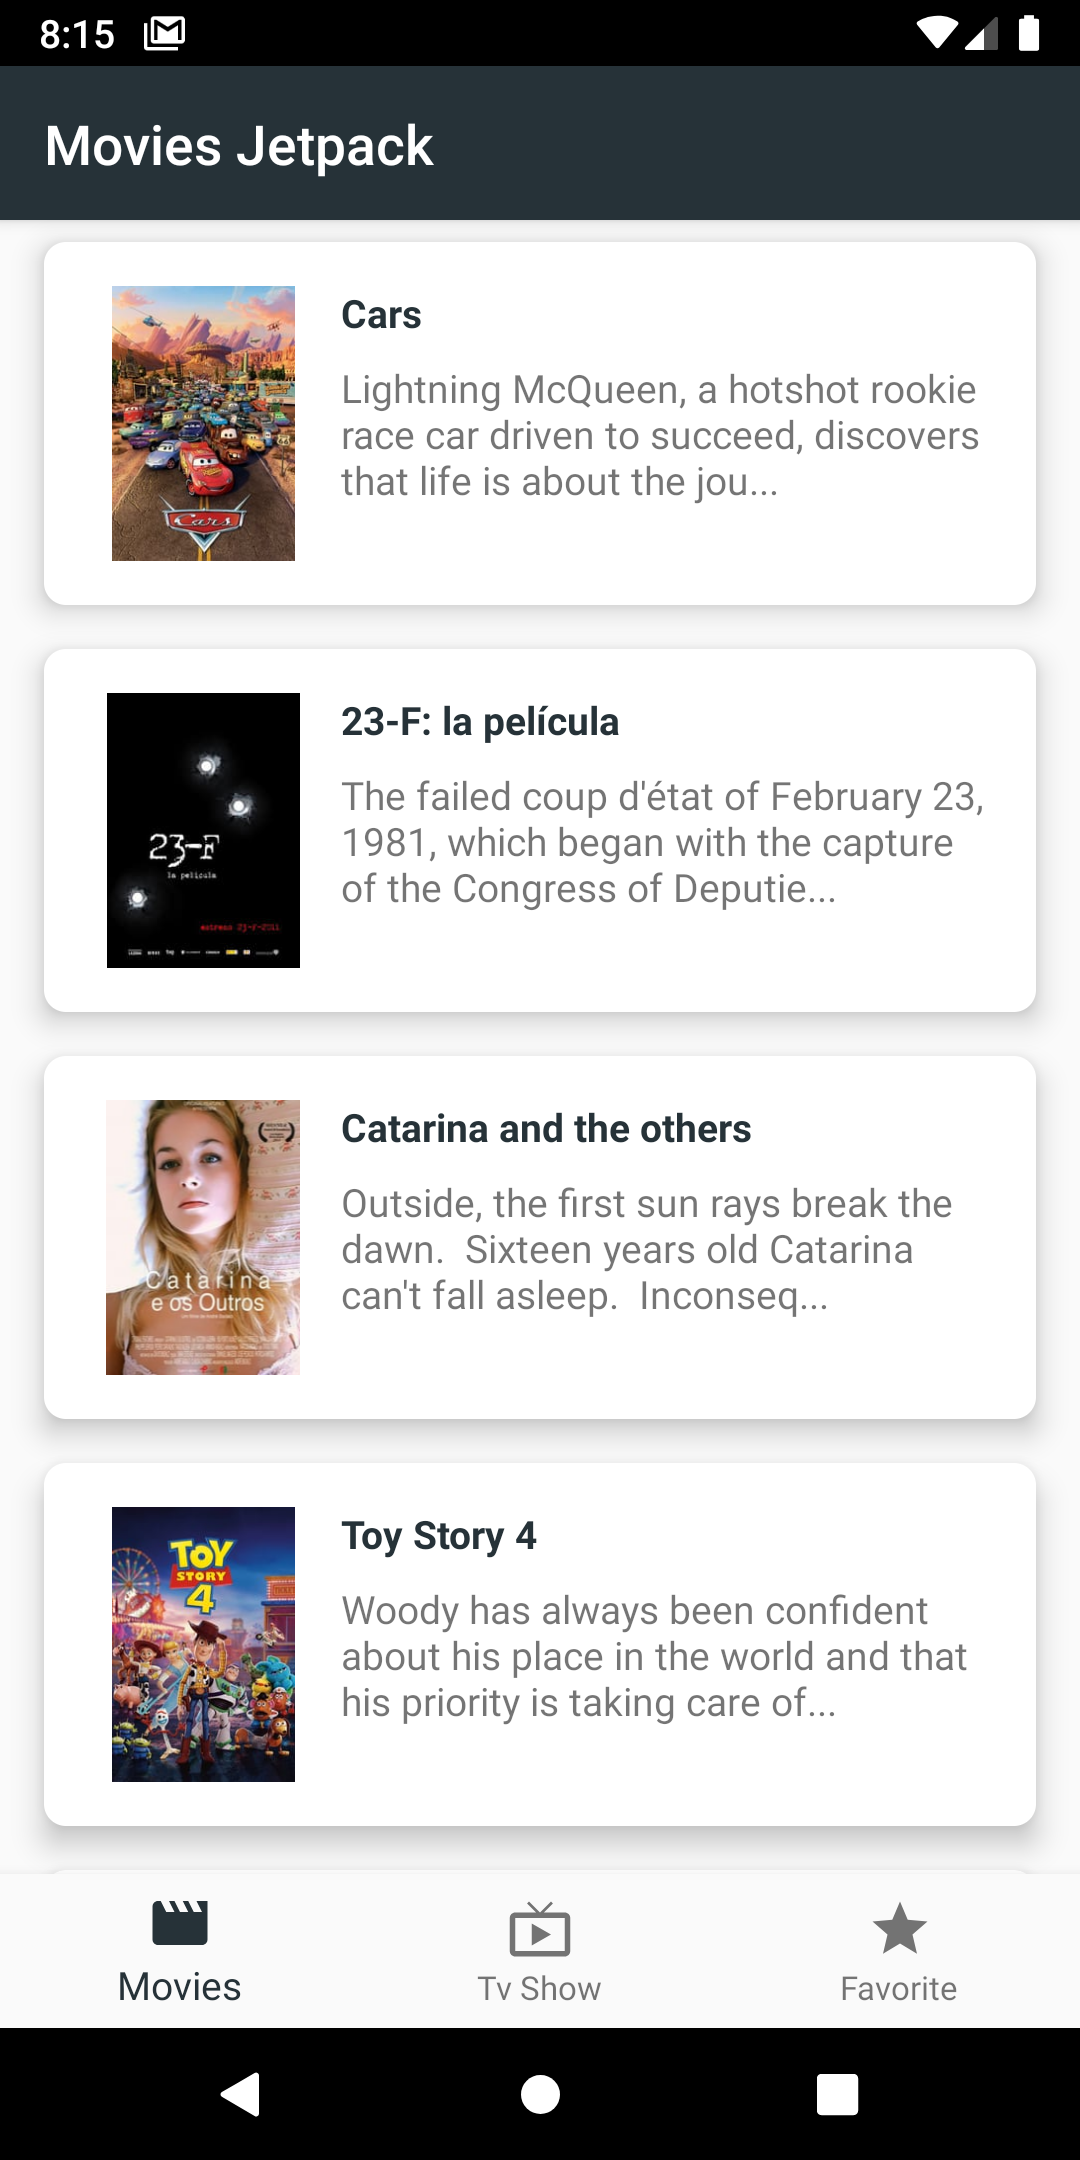 8:15
Movies Jetpack
Cars
Lightning McQueen, a hotshot rookie
race car driven to succeed, discovers
that life is about the jou...
Cars
23-F: la película
The failed coup d'état of February 23,
1981, which began with the capture
of the Congress of Deputie...
23-F
la película
estreno 23-F-2011
Catarina and the others
Outside, the first sun rays break the
dawn.  Sixteen years old Catarina
can't fall asleep.  Inconseq...
Catarina
e os Outros
Toy Story 4
Woody has always been confident
about his place in the world and that
his priority is taking care of...
TOY
STORY
4
Movies
Tv Show
Favorite